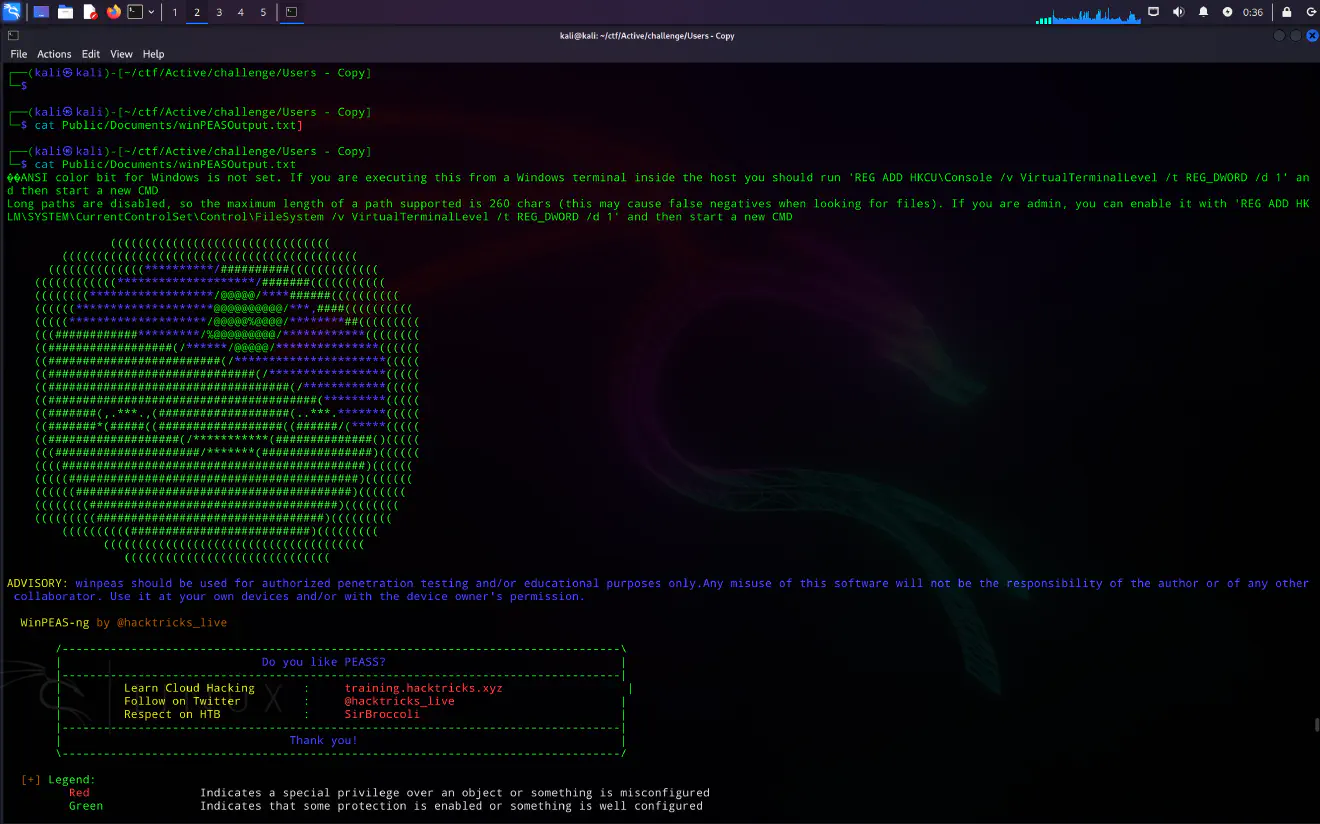 1 2 3 4 5 0:36
kali@kali: ~/ctf/Active/challenge/Users - Copy
File Actions Edit View Help
┌──(kali㉿kali)-[~/ctf/Active/challenge/Users - Copy]
└─$
┌──(kali㉿kali)-[~/ctf/Active/challenge/Users - Copy]
└─$ cat Public/Documents/winPEASOutput.txt]
┌──(kali㉿kali)-[~/ctf/Active/challenge/Users - Copy]
└─$ cat Public/Documents/winPEASOutput.txt
��ANSI color bit for Windows is not set. If you are executing this from a Windows terminal inside the host you should run 'REG ADD HKCU\Console /v VirtualTerminalLevel /t REG_DWORD /d 1' an
d then start a new CMD
Long paths are disabled, so the maximum length of a path supported is 260 chars (this may cause false negatives when looking for files). If you are admin, you can enable it with 'REG ADD HK
LM\SYSTEM\CurrentControlSet\Control\FileSystem /v VirtualTerminalLevel /t REG_DWORD /d 1' and then start a new CMD
ADVISORY: winpeas should be used for authorized penetration testing and/or educational purposes only.Any misuse of this software will not be the responsibility of the author or of any other
collaborator. Use it at your own devices and/or with the device owner's permission.
WinPEAS-ng by @hacktricks_live
Do you like PEASS?
Learn Cloud Hacking : training.hacktricks.xyz
Follow on Twitter : @hacktricks_live
Respect on HTB : SirBroccoli
Thank you!
[+] Legend:
Red Indicates a special privilege over an object or something is misconfigured
Green Indicates that some protection is enabled or something is well configured